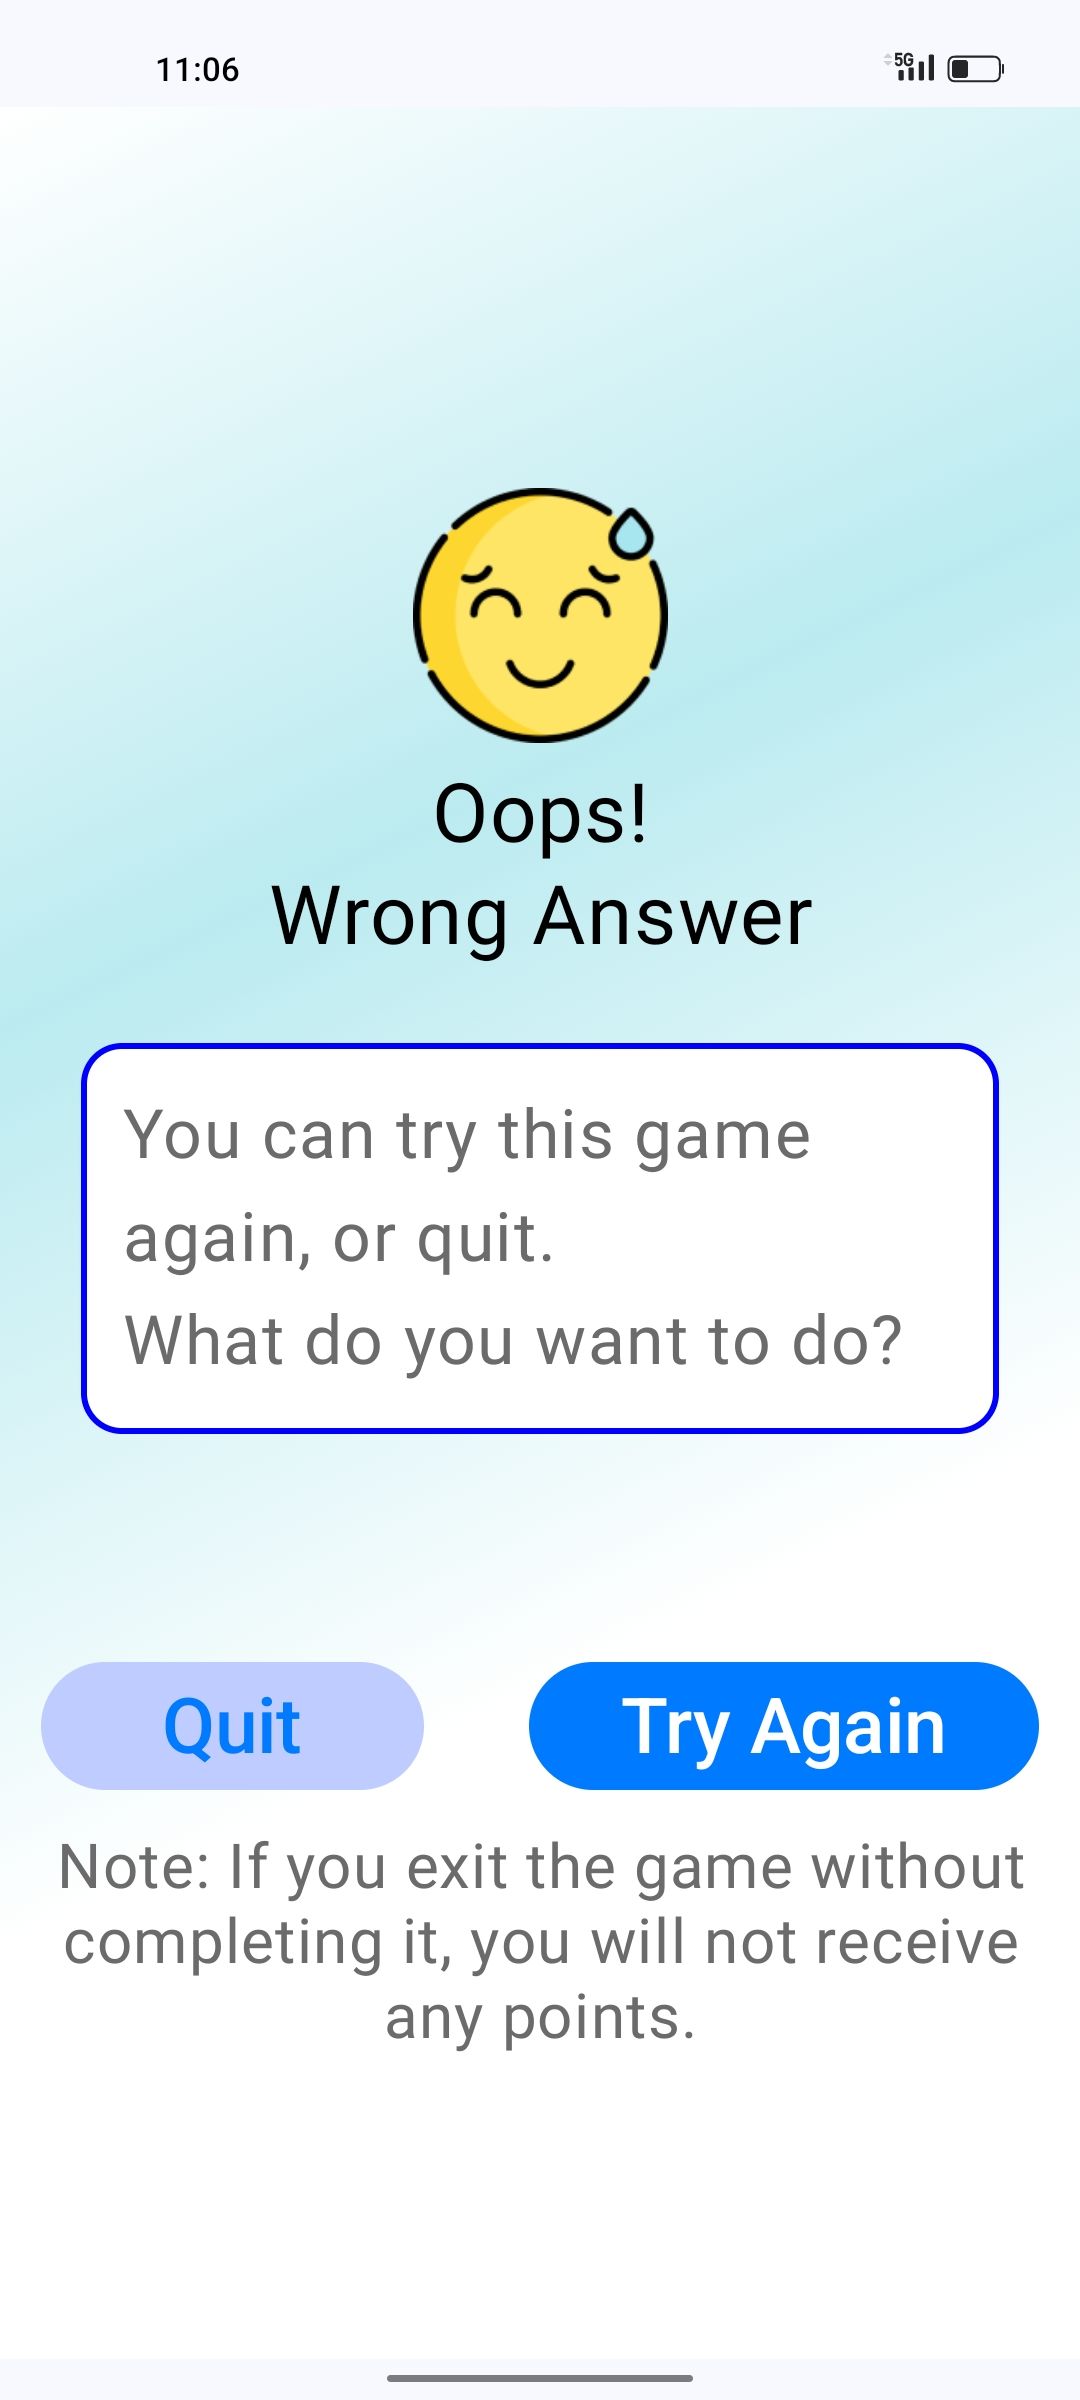 11:06
5G
Oops!
Wrong Answer
You can try this game
again, or quit.
What do you want to do?
Quit
Try Again
Note: If you exit the game without
completing it, you will not receive
any points.